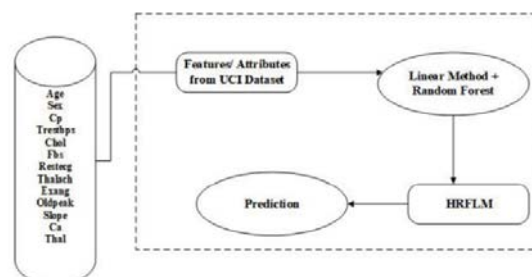 Age
Sex
Cp
Trestbps
Chol
Fbs
Restecg
Thalach
Exang
Oldpeak
Slope
Ca
Thal
Features/ Attributes
from UCI Dataset
Linear Method +
Random Forest
HRFLM
Prediction